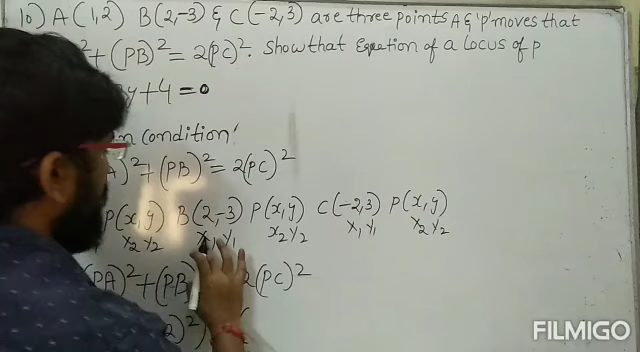 10) A(1,2) B(2,-3) & C(-2,3) are three points A & 'P' moves that
² + (PB)² = 2(PC)². Show that Equation of a Locus of P
y+4=0
condition'
)² + (PB)² = 2(PC)²
P(x,y) B(2,-3) P(x,y) C(-2,3) P(x,y)
x₂ y₂ x₁ y₁ x₂ y₂ x₁ y₁ x₂ y₂
(PA)² + (PB) 2(PC)²
2)²)
FILMIGO